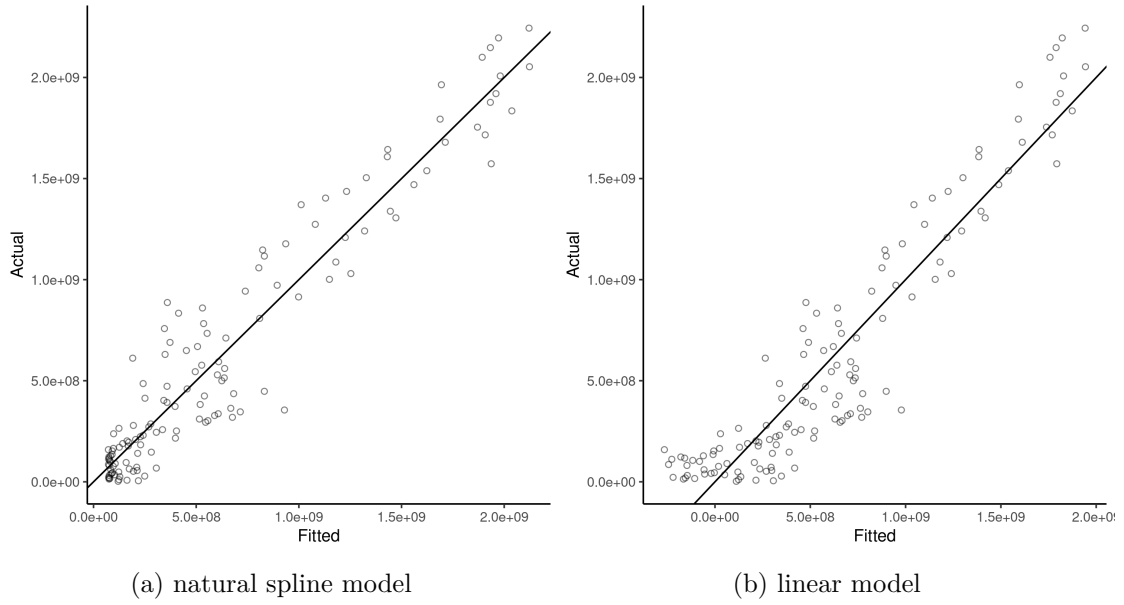 2.0e+09
1.5e+09
1.0e+09
5.0e+08
0.0e+00
Actual
0.0e+00 5.0e+08 1.0e+09 1.5e+09 2.0e+09
Fitted
(a) natural spline model
2.0e+09
1.5e+09
1.0e+09
5.0e+08
0.0e+00
Actual
0.0e+00 5.0e+08 1.0e+09 1.5e+09
Fitted
(b) linear model